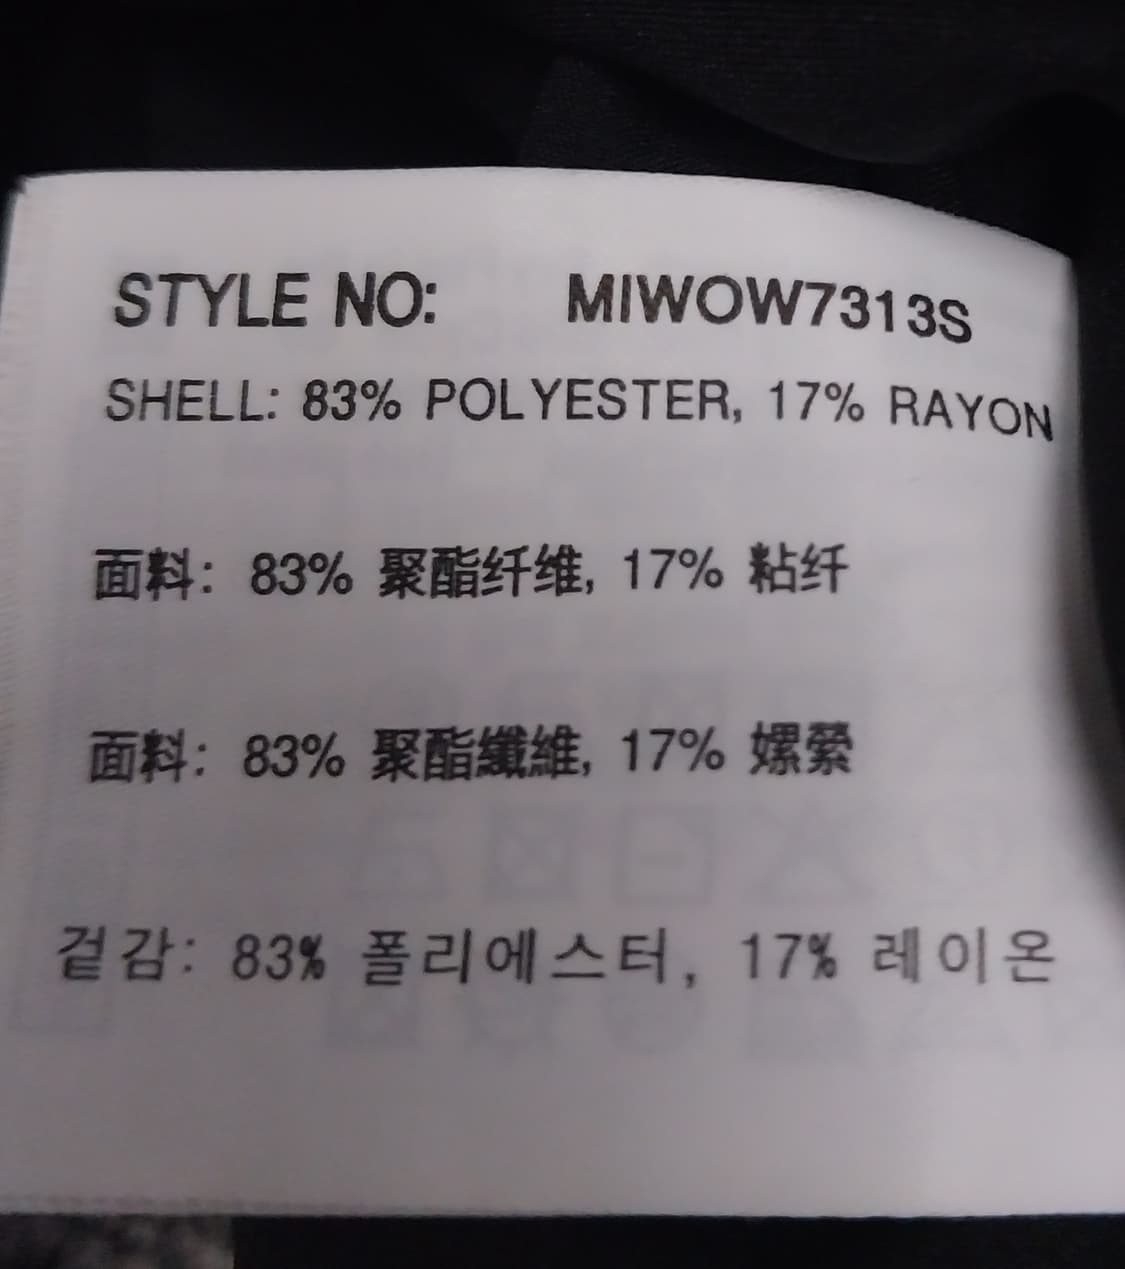 STYLE NO: MIWOW7313S
SHELL: 83% POLYESTER, 17% RAYON
面料: 83% 聚酯纤维, 17% 粘纤
面料: 83% 聚酯纖維, 17% 嫘縈
겉감: 83% 폴리에스터, 17% 레이온